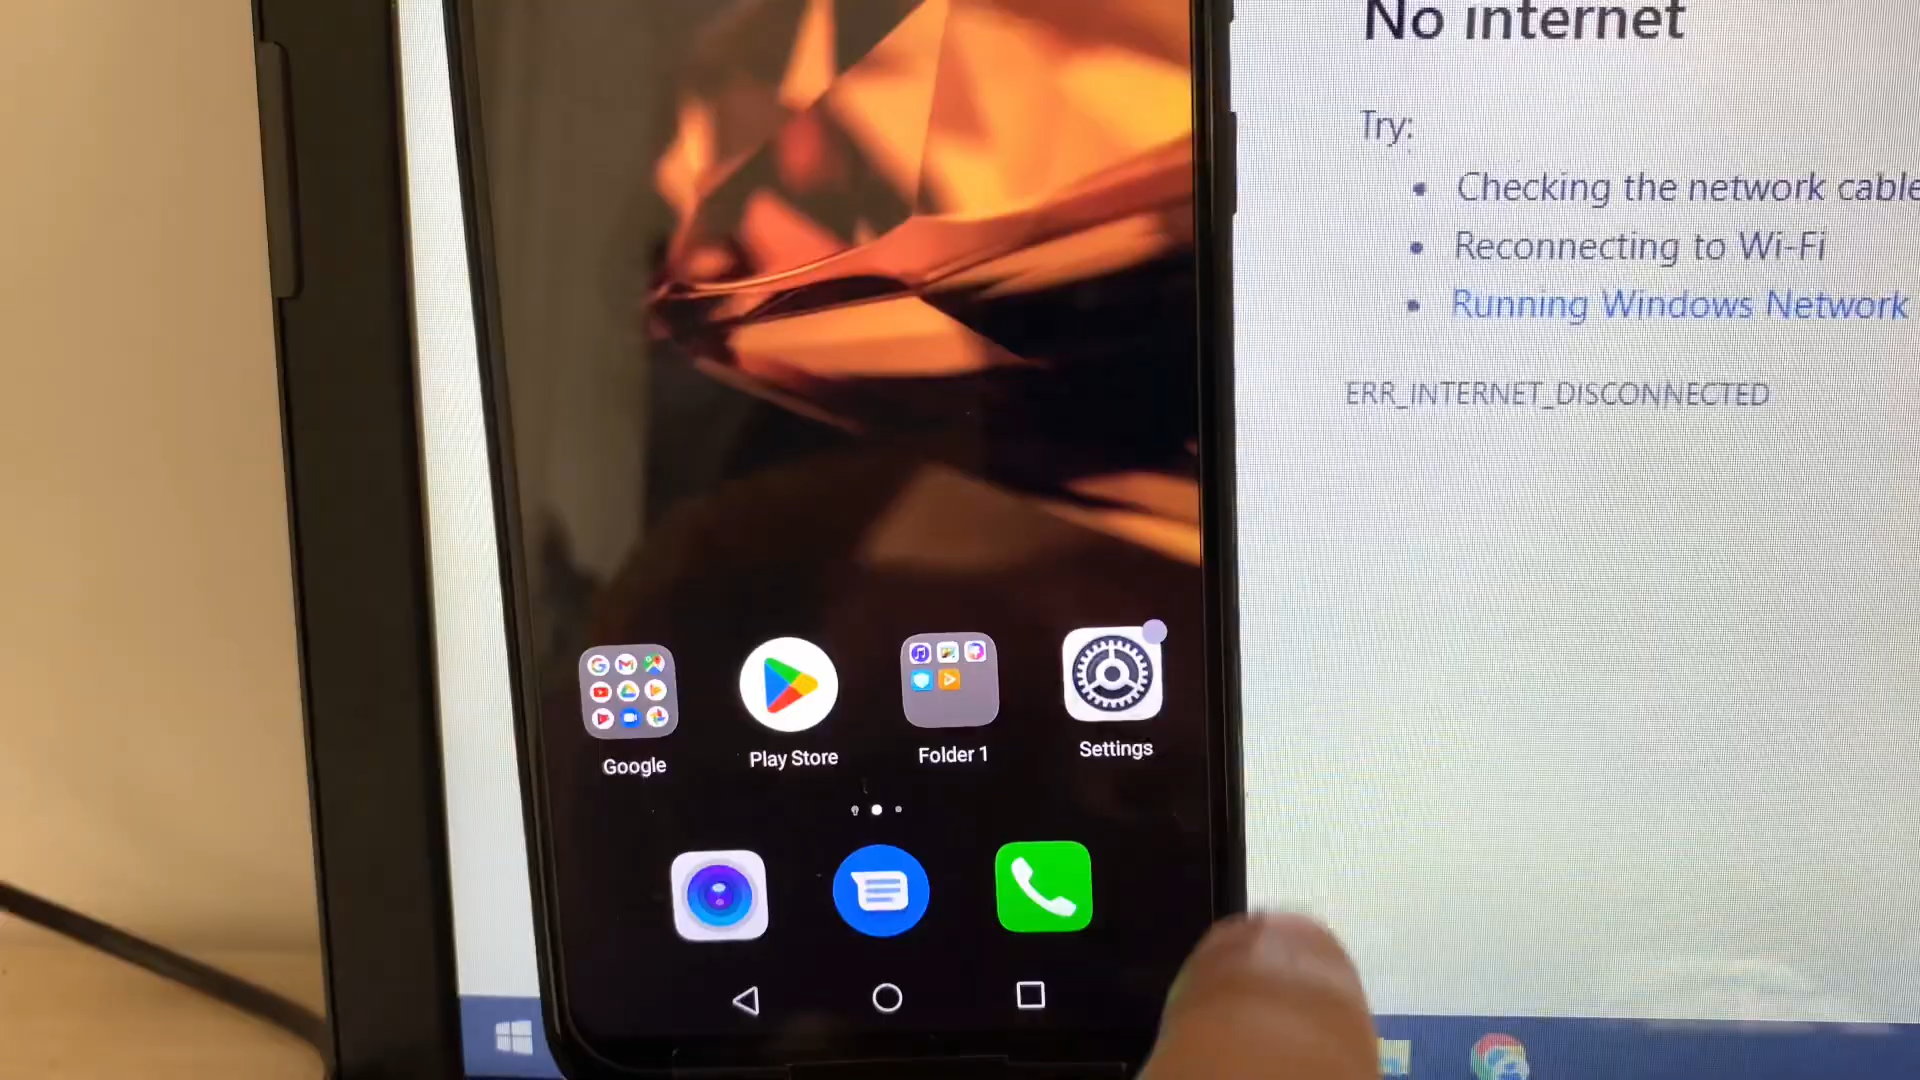 No internet
Try:
Checking the network cable
Reconnecting to Wi-Fi
Running Windows Network
ERR_INTERNET_DISCONNECTED
Google
Play Store
Folder 1
Settings